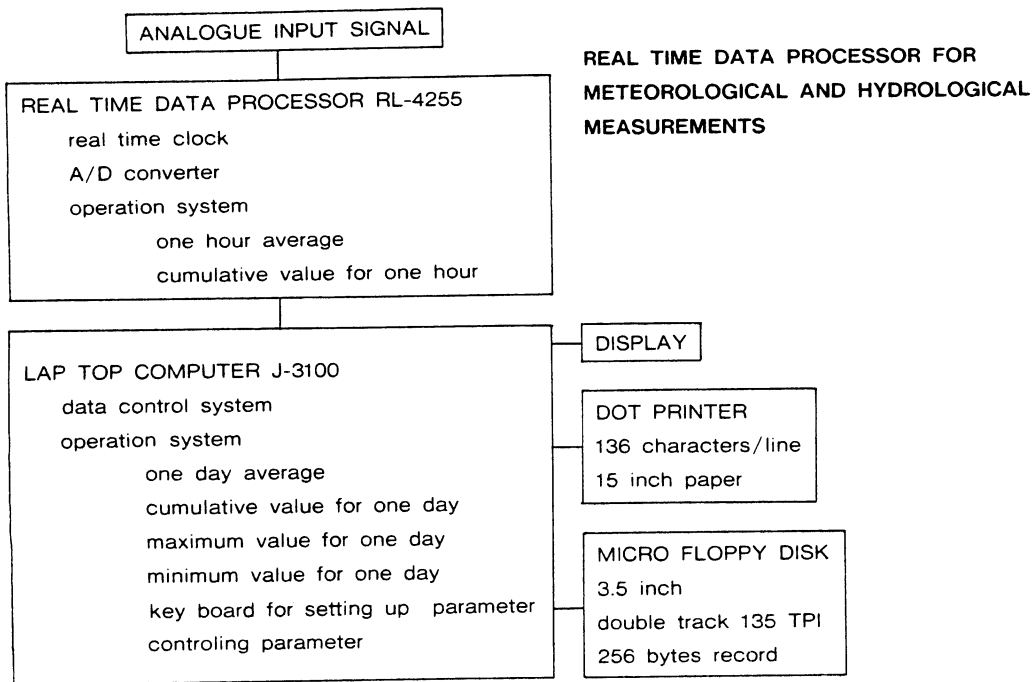 ANALOGUE INPUT SIGNAL
REAL TIME DATA PROCESSOR FOR
METEOROLOGICAL AND HYDROLOGICAL
MEASUREMENTS
REAL TIME DATA PROCESSOR RL-4255
real time clock
A/D converter
operation system
one hour average
cumulative value for one hour
LAP TOP COMPUTER J-3100
data control system
operation system
one day average
cumulative value for one day
maximum value for one day
minimum value for one day
key board for setting up parameter
controling parameter
DISPLAY
DOT PRINTER
136 characters/line
15 inch paper
MICRO FLOPPY DISK
3.5 inch
double track 135 TPI
256 bytes record